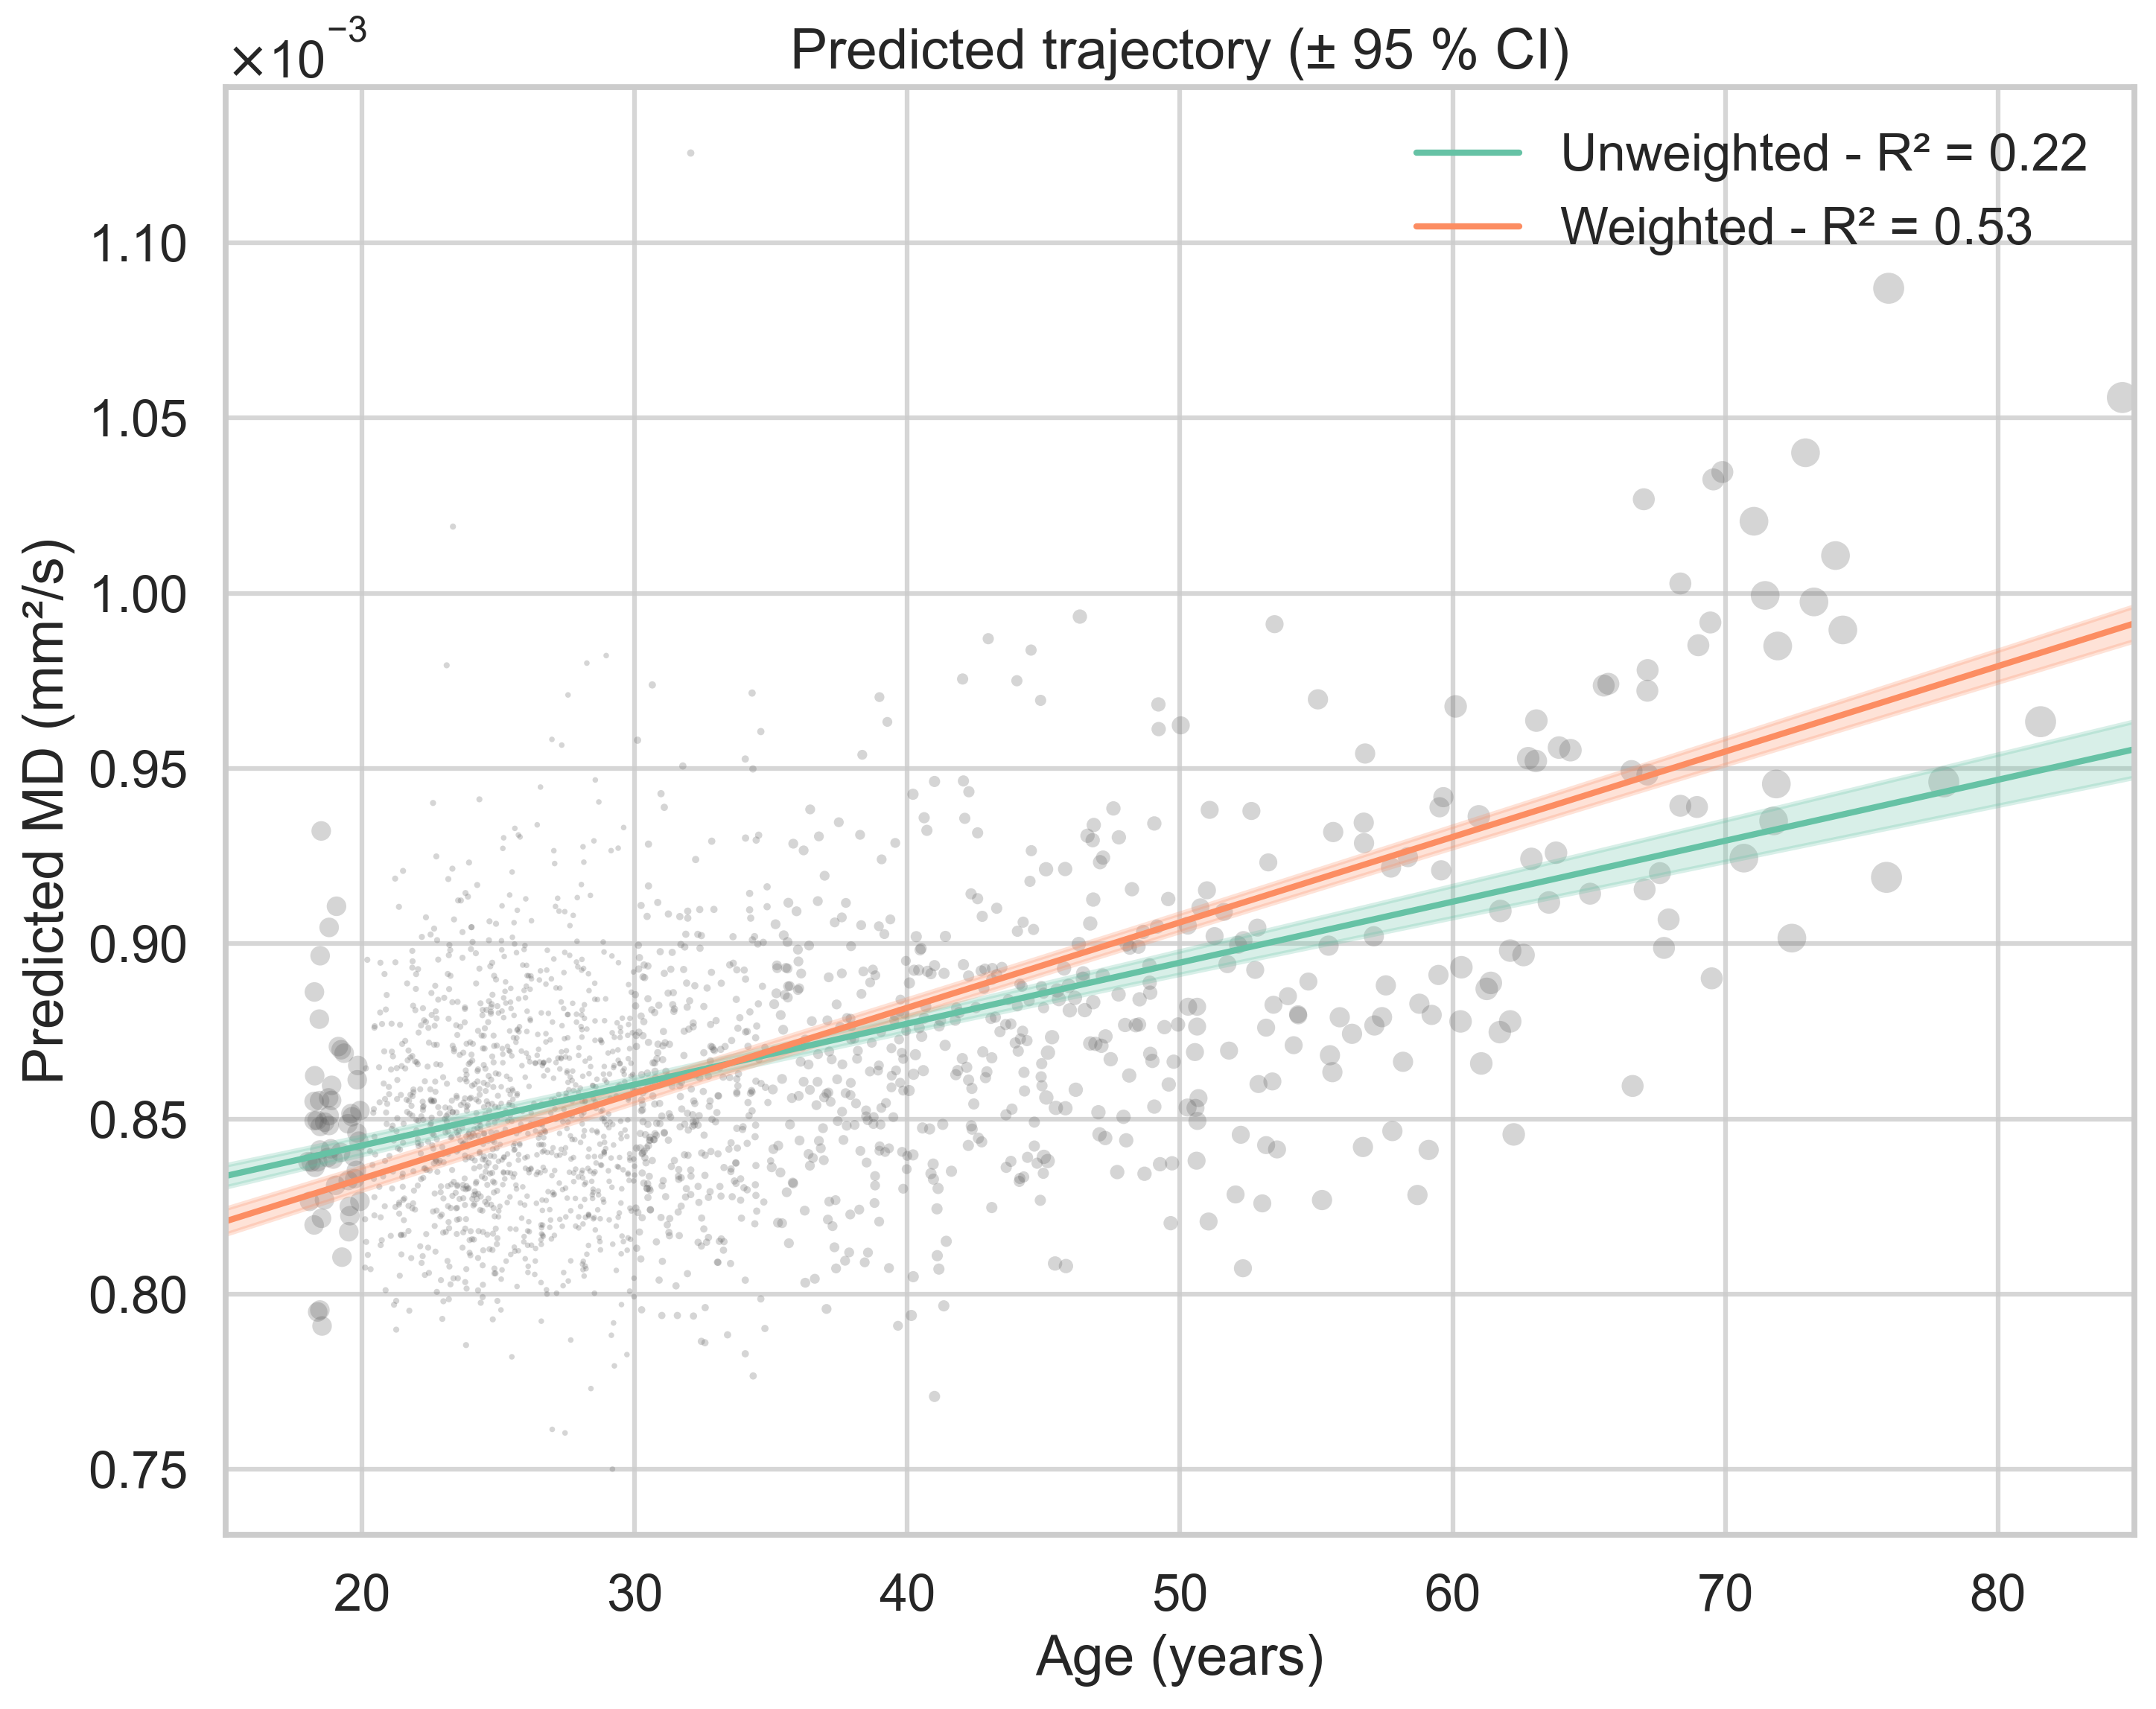 ×10⁻³
Predicted trajectory (± 95 % CI)
Unweighted - R² = 0.22
Weighted - R² = 0.53
1.10
1.05
1.00
0.95
0.90
0.85
0.80
0.75
Predicted MD (mm²/s)
20 30 40 50 60 70 80
Age (years)